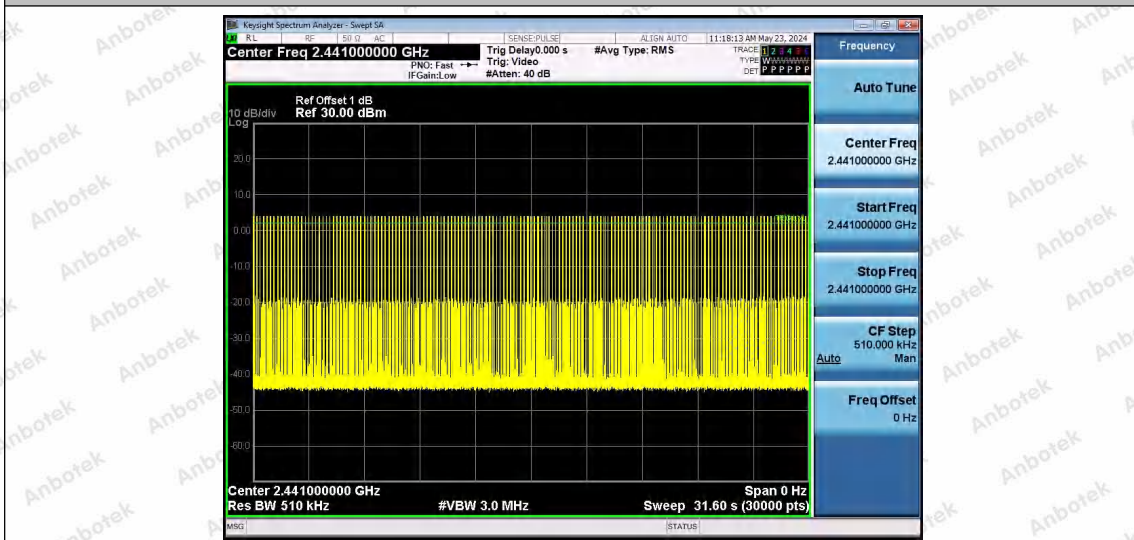 Keysight Spectrum Analyzer - Swept SA
RL RF 50 Ω AC SENSE:PULSE ALIGN AUTO 11:18:13 AM May 23, 2024
Center Freq 2.441000000 GHz
PNO: Fast
IFGain:Low
Trig Delay0.000 s
Trig: Video
#Atten: 40 dB
#Avg Type: RMS
TRACE 1 2 3 4 5 6
TYPE WWWWWW
DET P P P P P P
Ref Offset 1 dB
10 dB/div Ref 30.00 dBm
Log
20.0
10.0
0.00
-10.0
-20.0
-30.0
-40.0
-50.0
-60.0
Center 2.441000000 GHz Span 0 Hz
Res BW 510 kHz #VBW 3.0 MHz Sweep 31.60 s (30000 pts)
MSG STATUS
Frequency
Auto Tune
Center Freq
2.441000000 GHz
Start Freq
2.441000000 GHz
Stop Freq
2.441000000 GHz
CF Step
510.000 kHz
Auto Man
Freq Offset
0 Hz
Anbotek